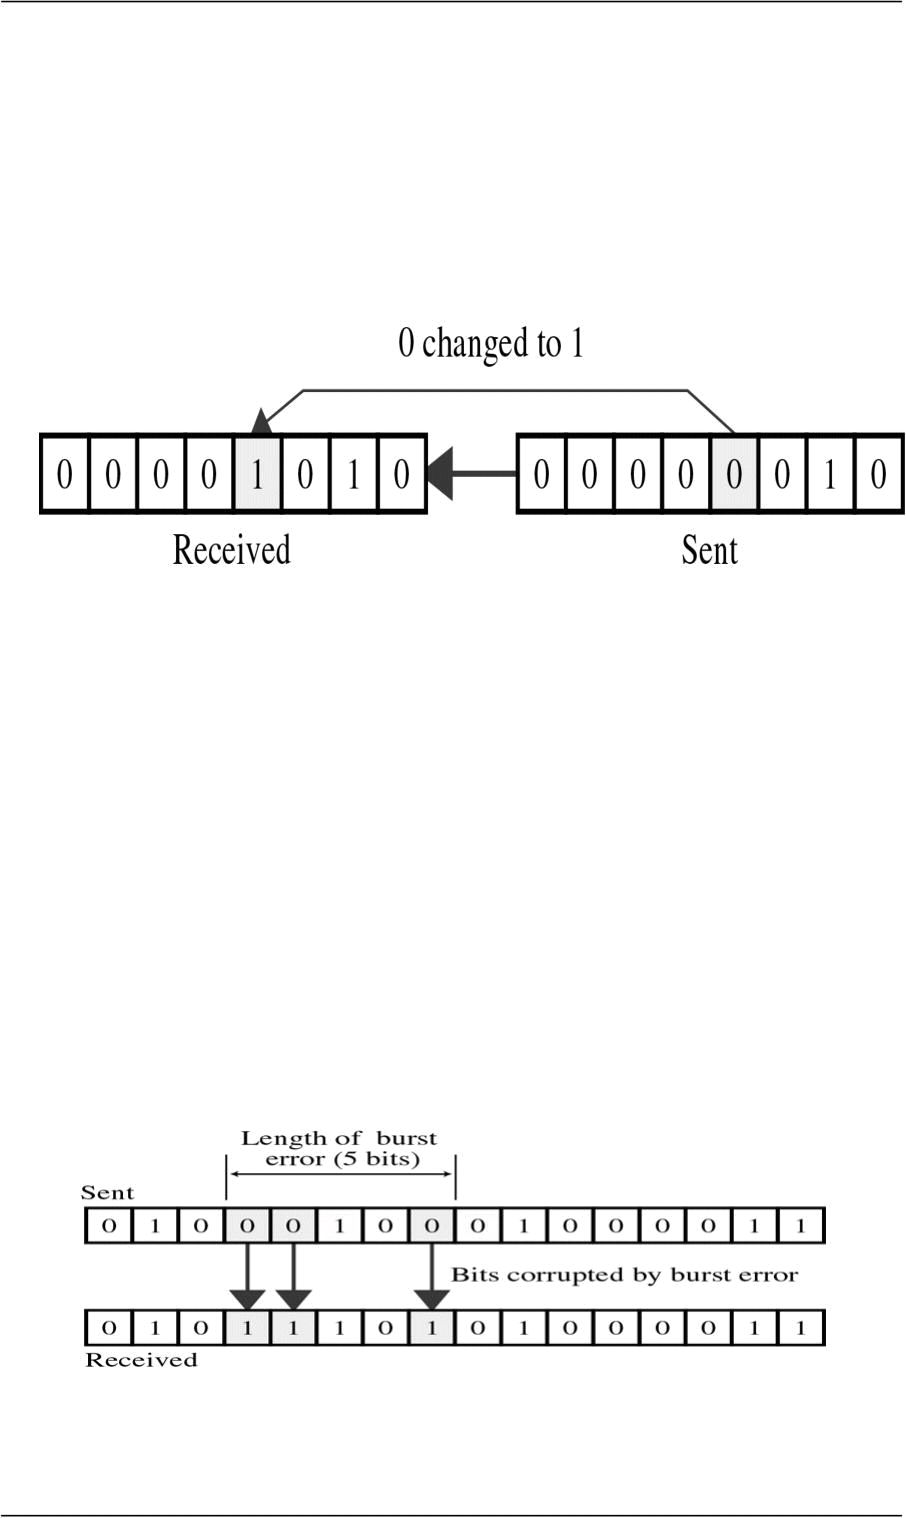 0 changed to 1
0 0 0 0 1 0 1 0
0 0 0 0 0 0 1 0
Received
Sent
Length of burst
error (5 bits)
Sent
0 1 0 0 0 1 0 0 0 1 0 0 0 0 1 1
Bits corrupted by burst error
0 1 0 1 1 1 0 1 0 1 0 0 0 0 1 1
Received